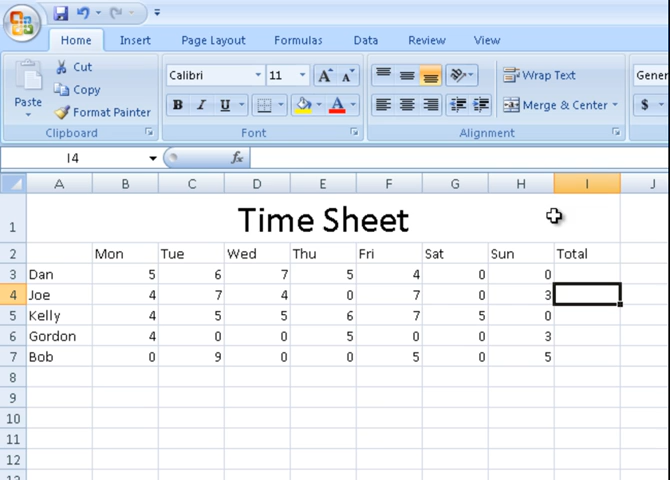 Home Insert Page Layout Formulas Data Review View
Cut
Copy
Format Painter
Paste
Clipboard
Calibri 11 A A
B I U A
Font
Wrap Text
Merge & Center
Alignment
Gener
$
I4 fx
A B C D E F G H I J
1 Time Sheet
2 Mon Tue Wed Thu Fri Sat Sun Total
3 Dan 5 6 7 5 4 0 0
4 Joe 4 7 4 0 7 0 3
5 Kelly 4 5 5 6 7 5 0
6 Gordon 4 0 0 5 0 0 3
7 Bob 0 9 0 0 5 0 5
8
9
10
11
12